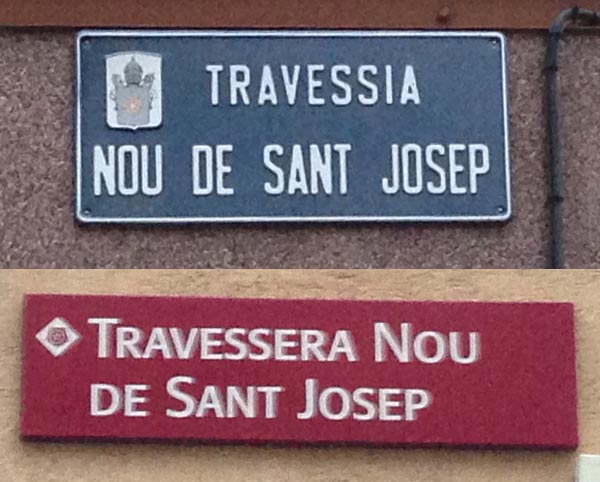 TRAVESSIA
NOU DE SANT JOSEP
TRAVESSERA NOU
DE SANT JOSEP